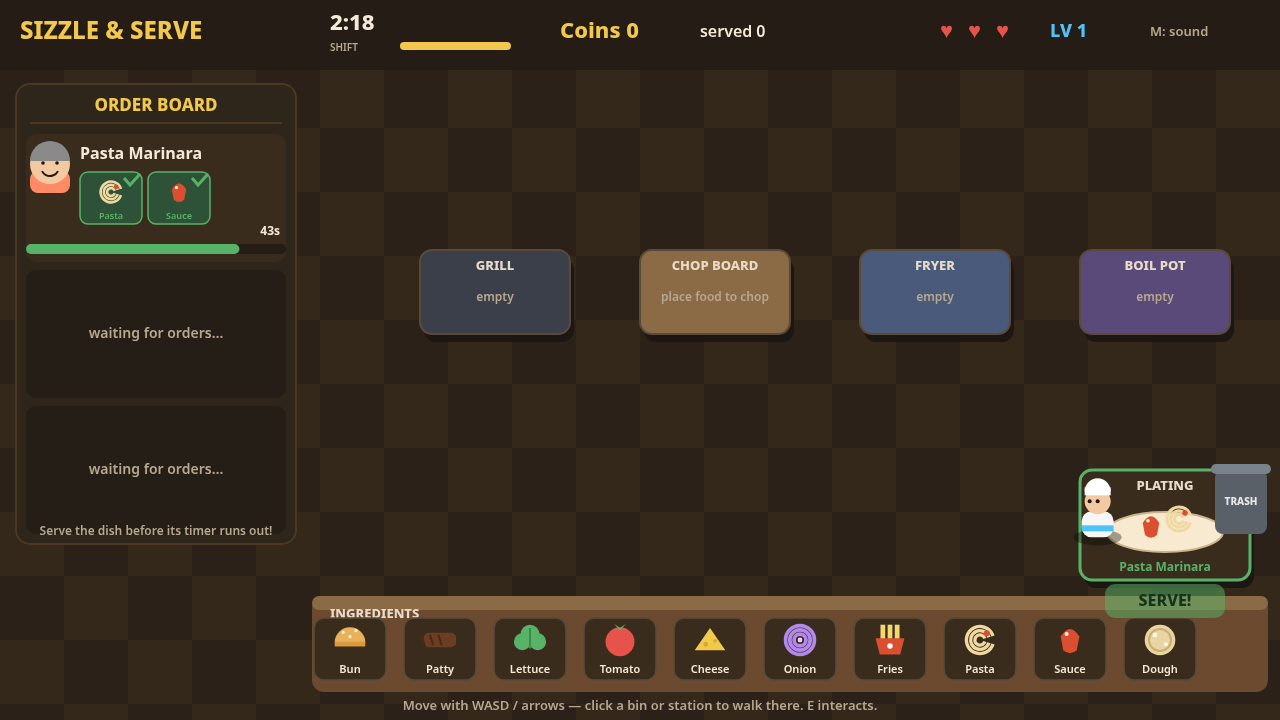 SIZZLE & SERVE
2:18
SHIFT
Coins 0
served 0
LV 1
M: sound
ORDER BOARD
Pasta Marinara
Pasta
Sauce
43s
waiting for orders...
waiting for orders...
Serve the dish before its timer runs out!
GRILL
empty
CHOP BOARD
place food to chop
FRYER
empty
BOIL POT
empty
PLATING
TRASH
Pasta Marinara
SERVE!
INGREDIENTS
Bun
Patty
Lettuce
Tomato
Cheese
Onion
Fries
Pasta
Sauce
Dough
Move with WASD / arrows — click a bin or station to walk there. E interacts.